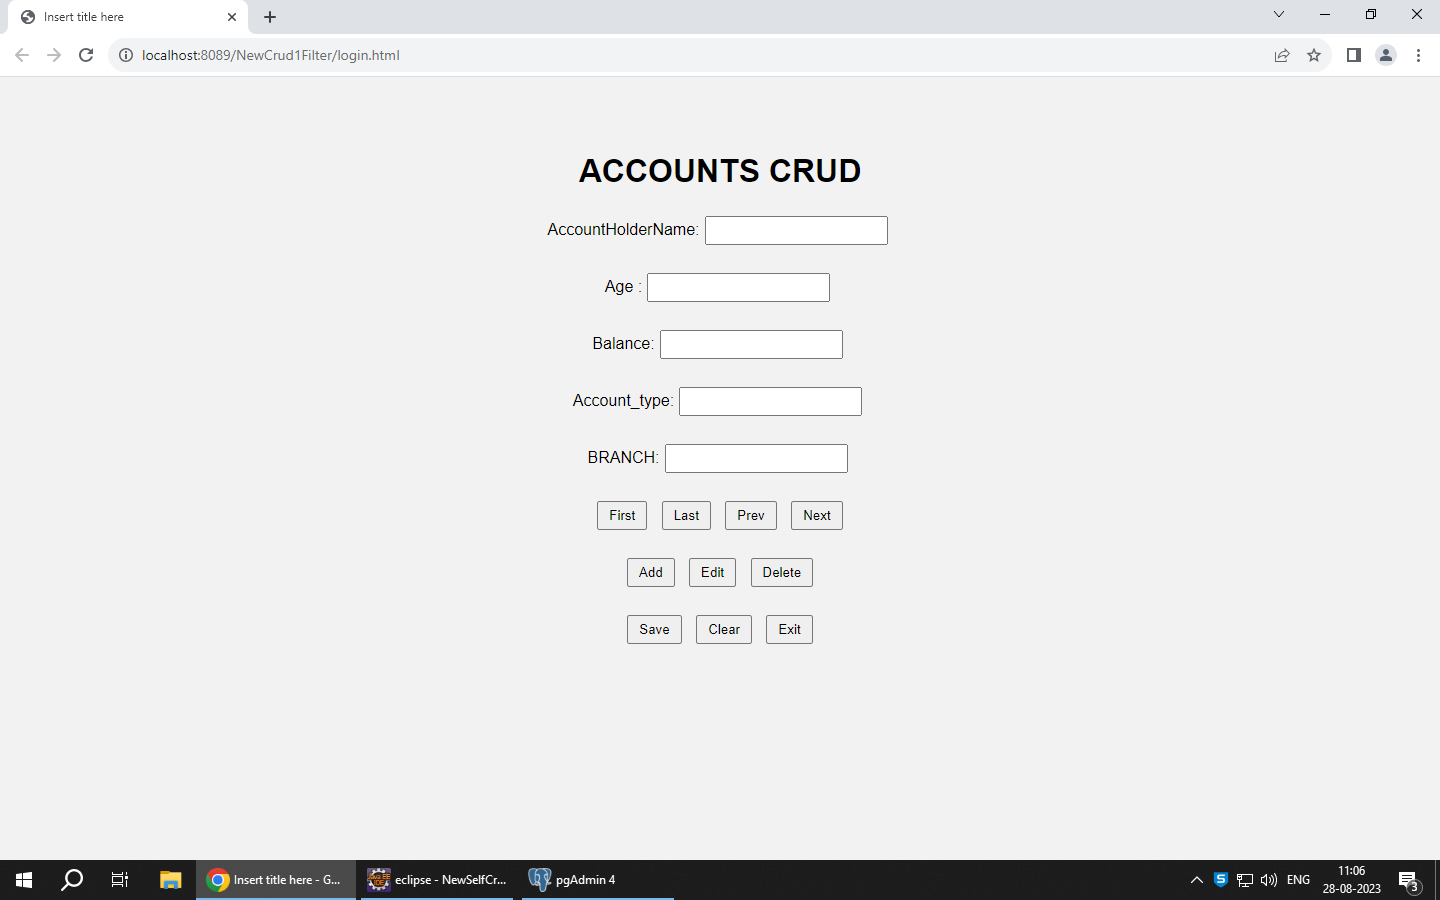 Insert title here
localhost:8089/NewCrud1Filter/login.html
ACCOUNTS CRUD
AccountHolderName:
Age :
Balance:
Account_type:
BRANCH:
First Last Prev Next
Add Edit Delete
Save Clear Exit
Insert title here - G... eclipse - NewSelfCr... pgAdmin 4 ENG 11:06
28-08-2023 3